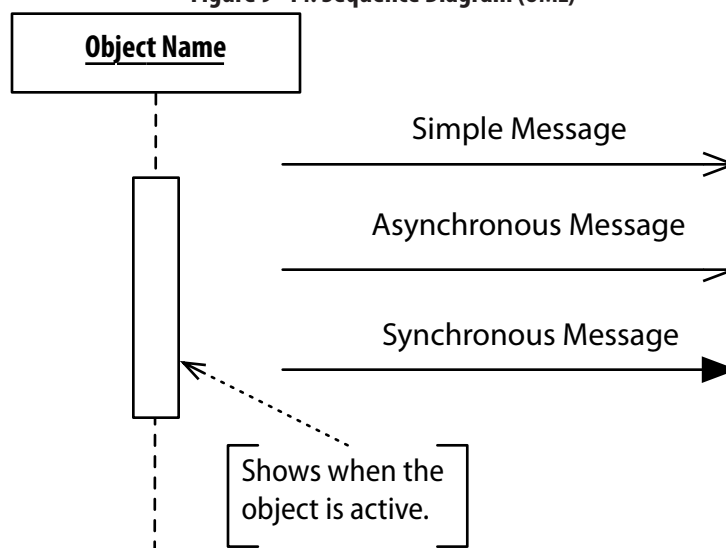 Object Name
Simple Message
Asynchronous Message
Synchronous Message
Shows when the
object is active.